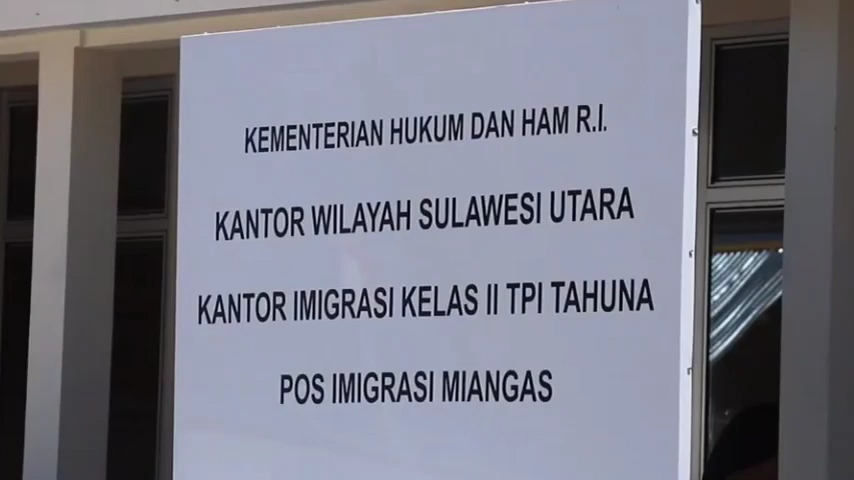 KEMENTERIAN HUKUM DAN HAM R.I.
KANTOR WILAYAH SULAWESI UTARA
KANTOR IMIGRASI KELAS II TPI TAHUNA
POS IMIGRASI MIANGAS